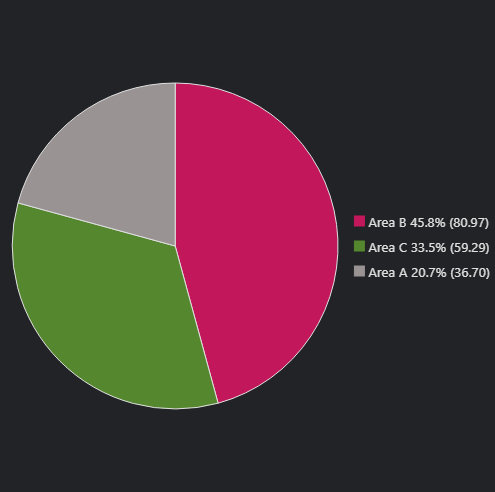 Area B 45.8% (80.97)
Area C 33.5% (59.29)
Area A 20.7% (36.70)